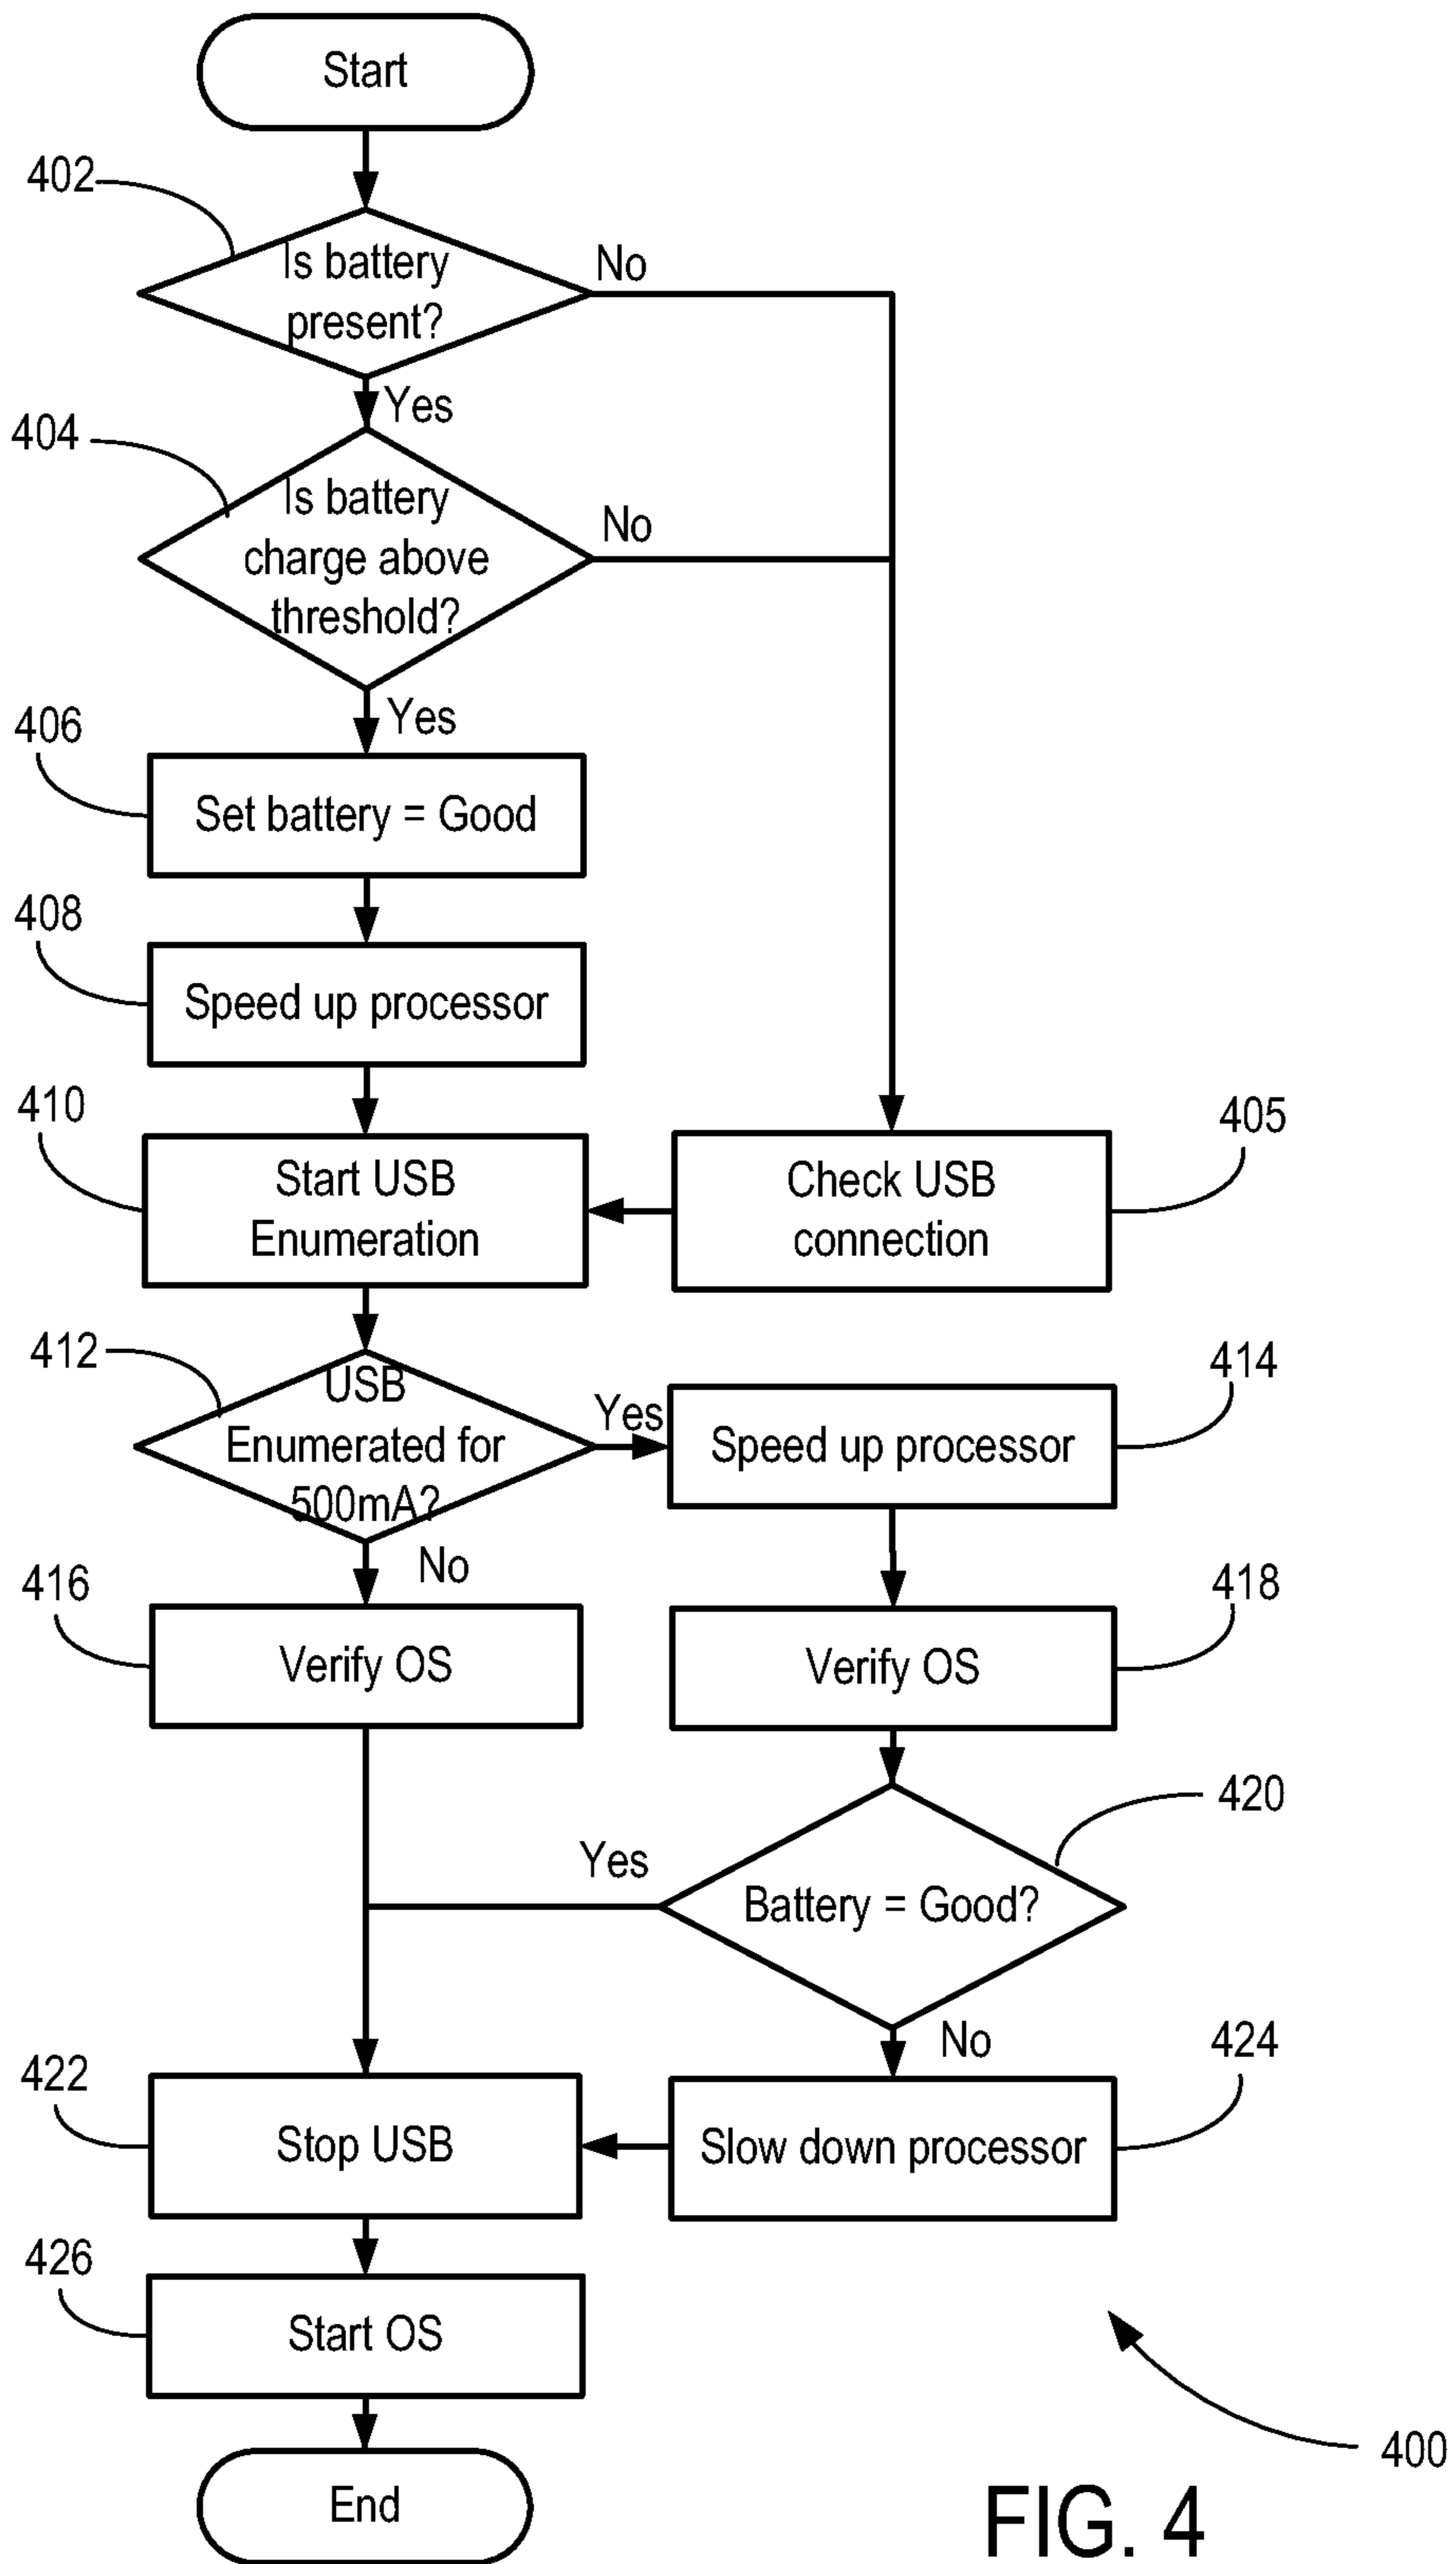 Start
402
Is battery
present?
No
Yes
404
Is battery
charge above
threshold?
No
Yes
406
Set battery = Good
408
Speed up processor
410
Start USB
Enumeration
Check USB
connection
405
412
USB
Enumerated for
500mA?
Yes
Speed up processor
414
No
416
Verify OS
Verify OS
418
420
Yes
Battery = Good?
No
422
Stop USB
Slow down processor
424
426
Start OS
400
End
FIG. 4